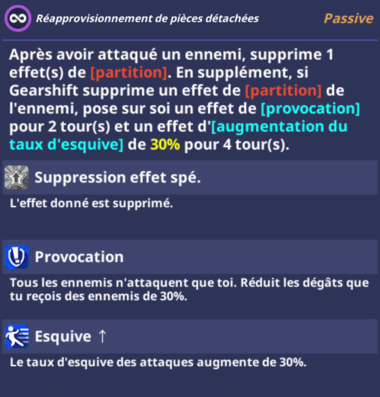 Réapprovisionnement de pièces détachées Passive
Après avoir attaqué un ennemi, supprime 1
effet(s) de [partition]. En supplément, si
Gearshift supprime un effet de [partition] de
l'ennemi, pose sur soi un effet de [provocation]
pour 2 tour(s) et un effet d'[augmentation du
taux d'esquive] de 30% pour 4 tour(s).
Suppression effet spé.
L'effet donné est supprimé.
Provocation
Tous les ennemis n'attaquent que toi. Réduit les dégâts que
tu reçois des ennemis de 30%.
Esquive ↑
Le taux d'esquive des attaques augmente de 30%.